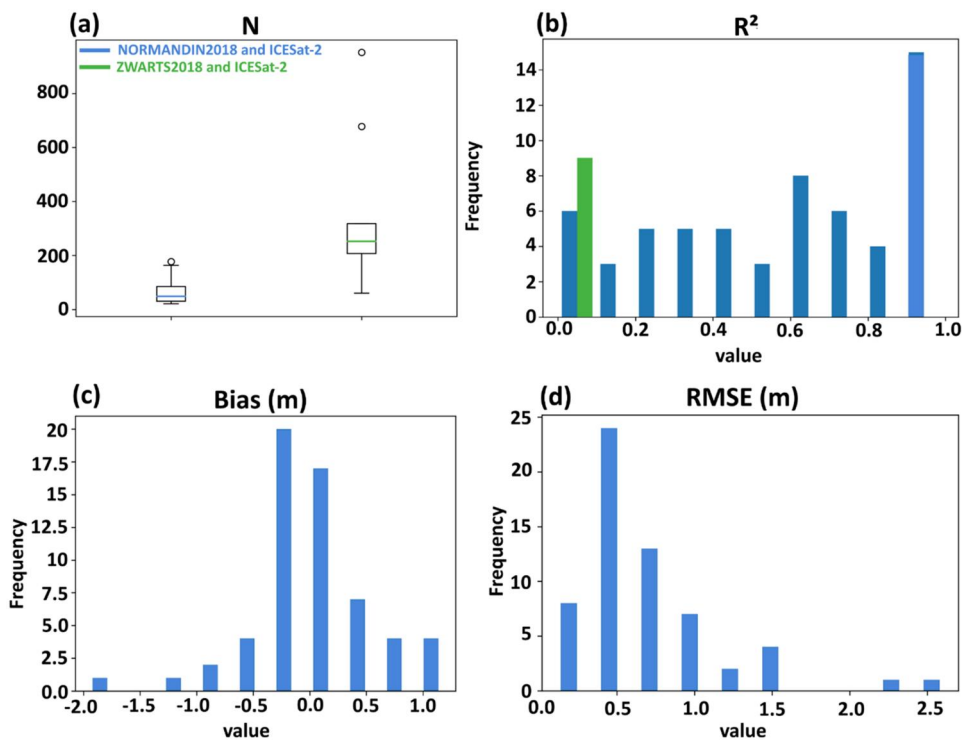 (a)
N
NORMANDIN2018 and ICESat-2
ZWARTS2018 and ICESat-2
800
600
400
200
0
(b)
R²
Frequency
14
12
10
8
6
4
2
0
0.0 0.2 0.4 0.6 0.8 1.0
value
(c)
Bias (m)
Frequency
20
17.5
15
12.5
10
7.5
5.0
2.5
0.0
-2.0 -1.5 -1.0 -0.5 0.0 0.5 1.0
value
(d)
RMSE (m)
Frequency
25
20
15
10
5
0
0.0 0.5 1.0 1.5 2.0 2.5
value